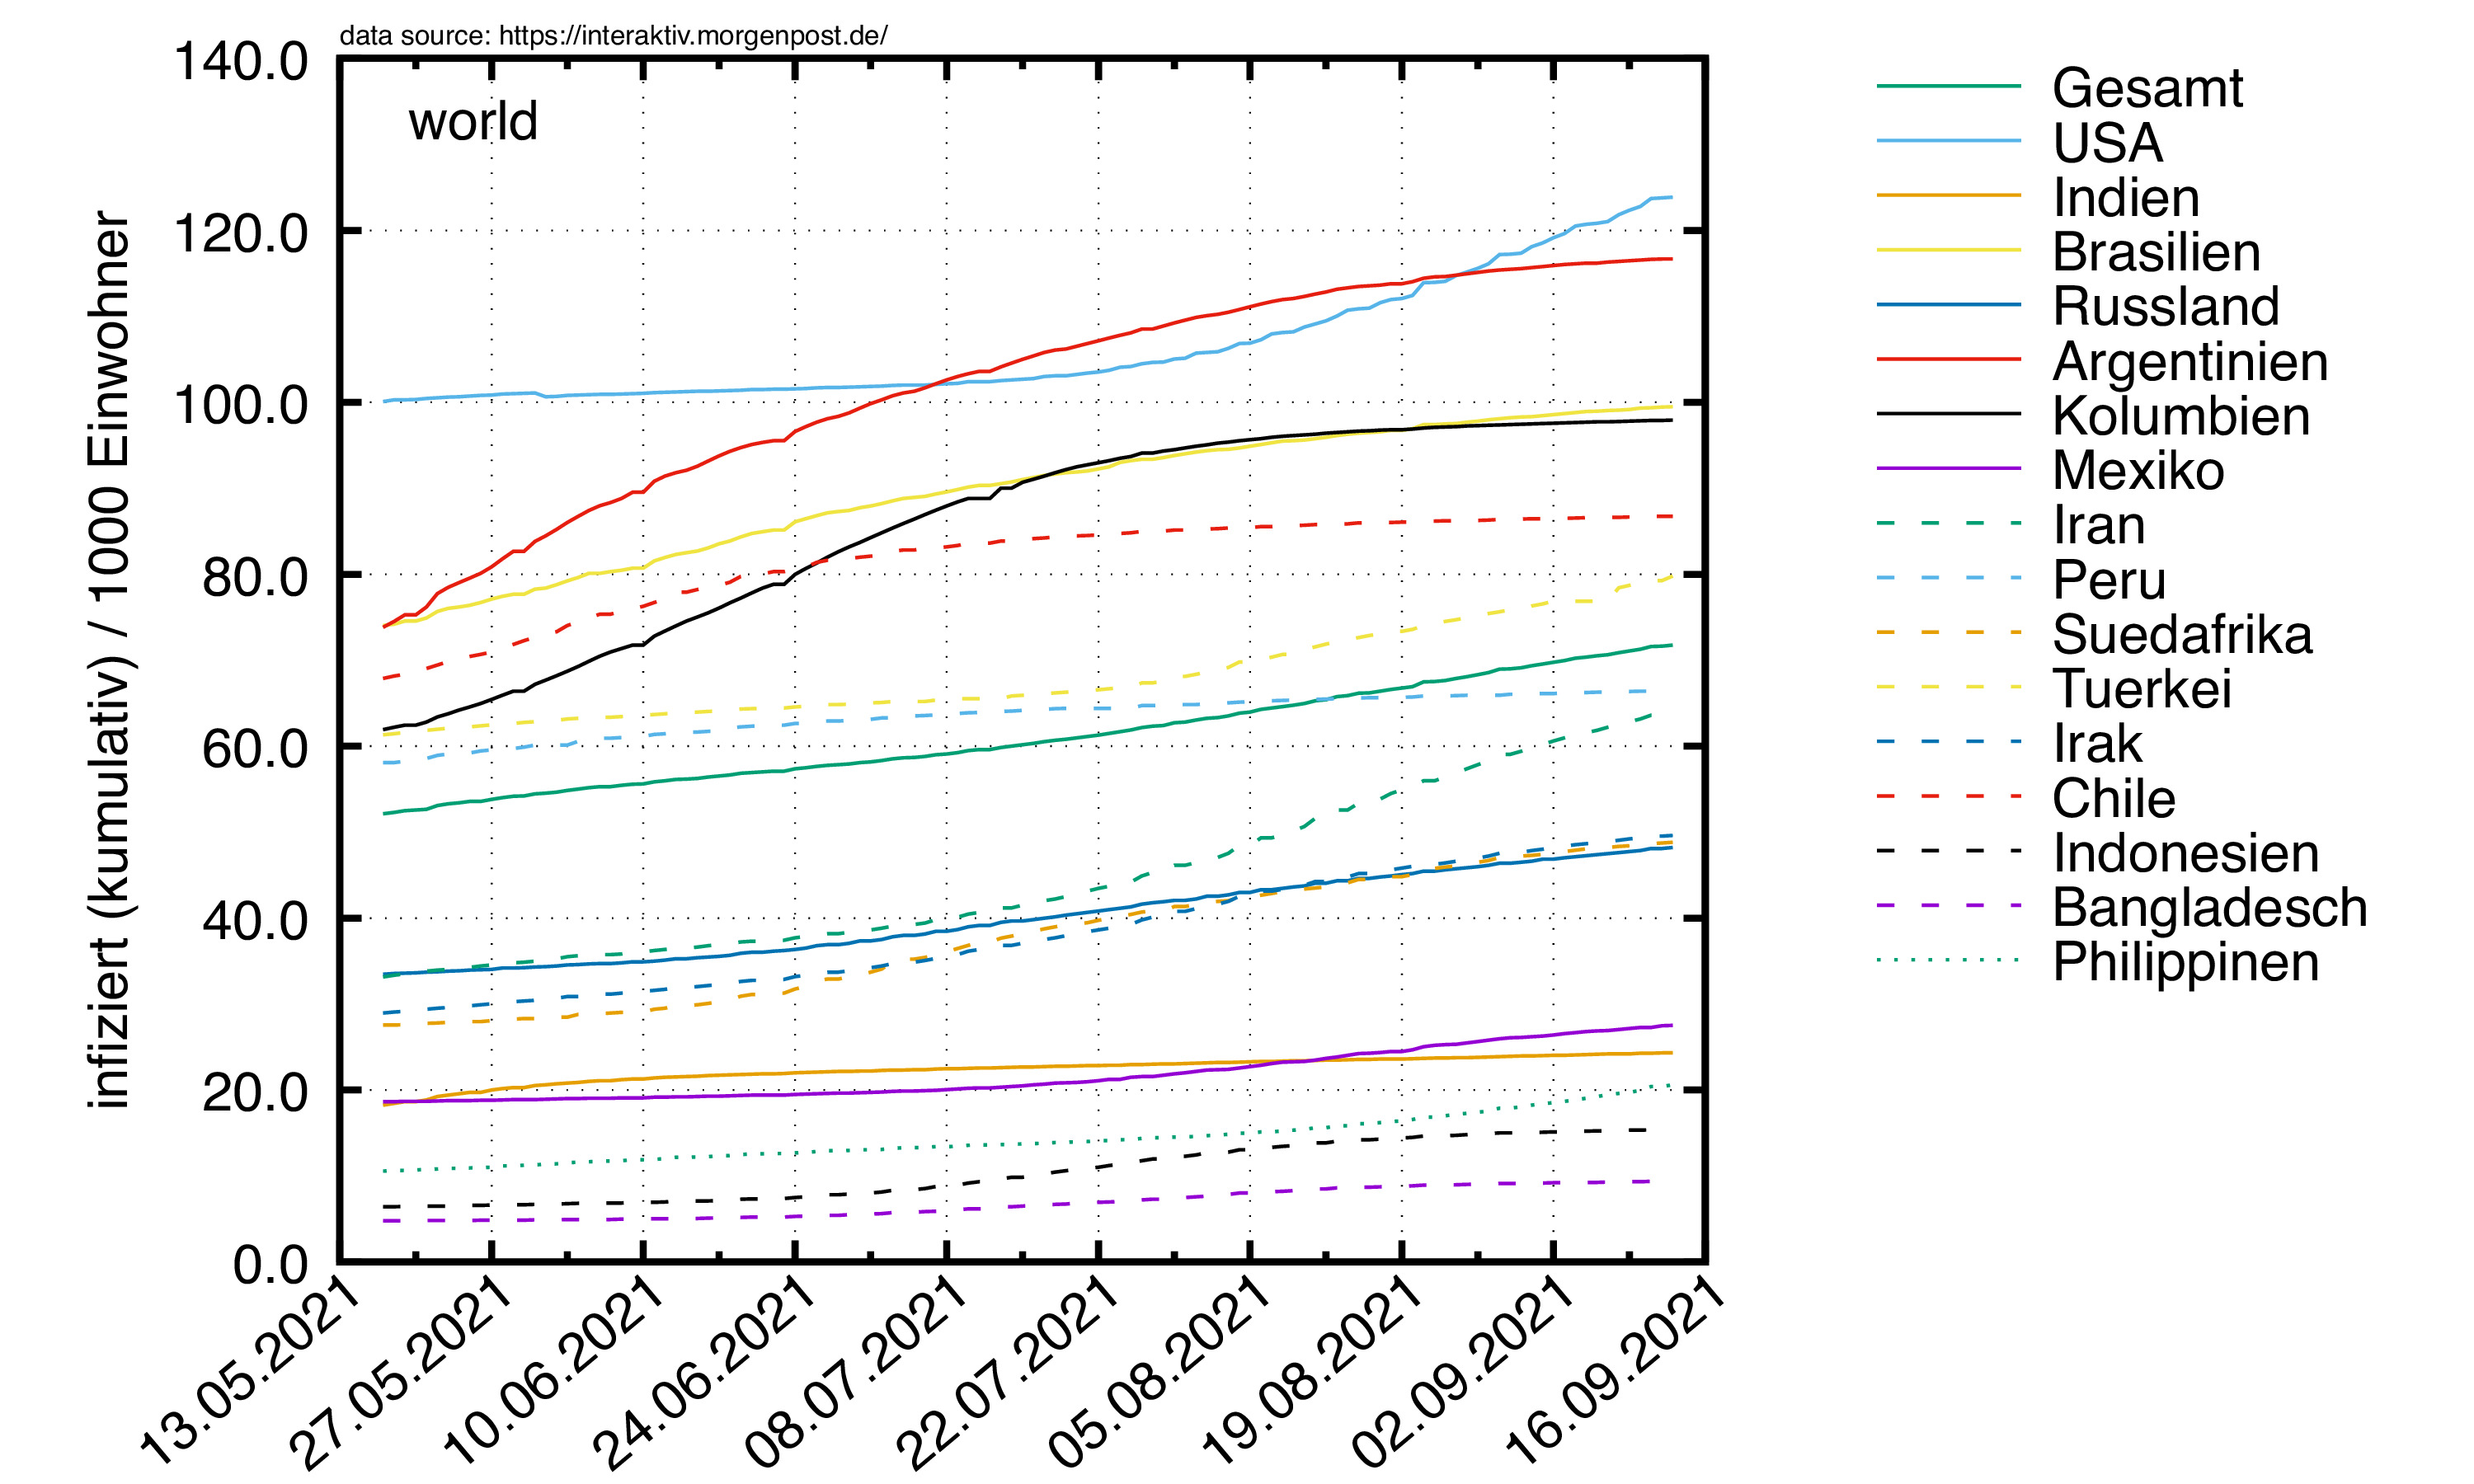 data source: https://interaktiv.morgenpost.de/
world
infiziert (kumulativ) / 1000 Einwohner
140.0
120.0
100.0
80.0
60.0
40.0
20.0
0.0
13.05.2021
27.05.2021
10.06.2021
24.06.2021
08.07.2021
22.07.2021
05.08.2021
19.08.2021
02.09.2021
16.09.2021
Gesamt
USA
Indien
Brasilien
Russland
Argentinien
Kolumbien
Mexiko
Iran
Peru
Suedafrika
Tuerkei
Irak
Chile
Indonesien
Bangladesch
Philippinen